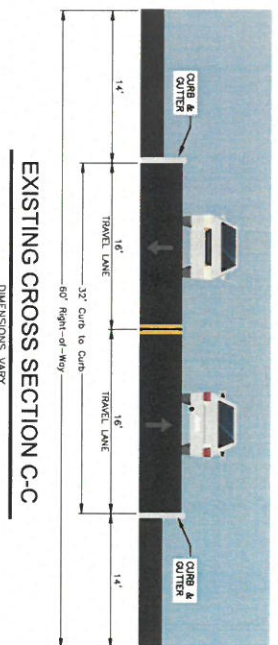 CURB &
GUTTER
CURB &
GUTTER
14'
16'
TRAVEL LANE
16'
TRAVEL LANE
14'
32' Curb to Curb
60' Right-of-Way
EXISTING CROSS SECTION C-C
DIMENSIONS VARY